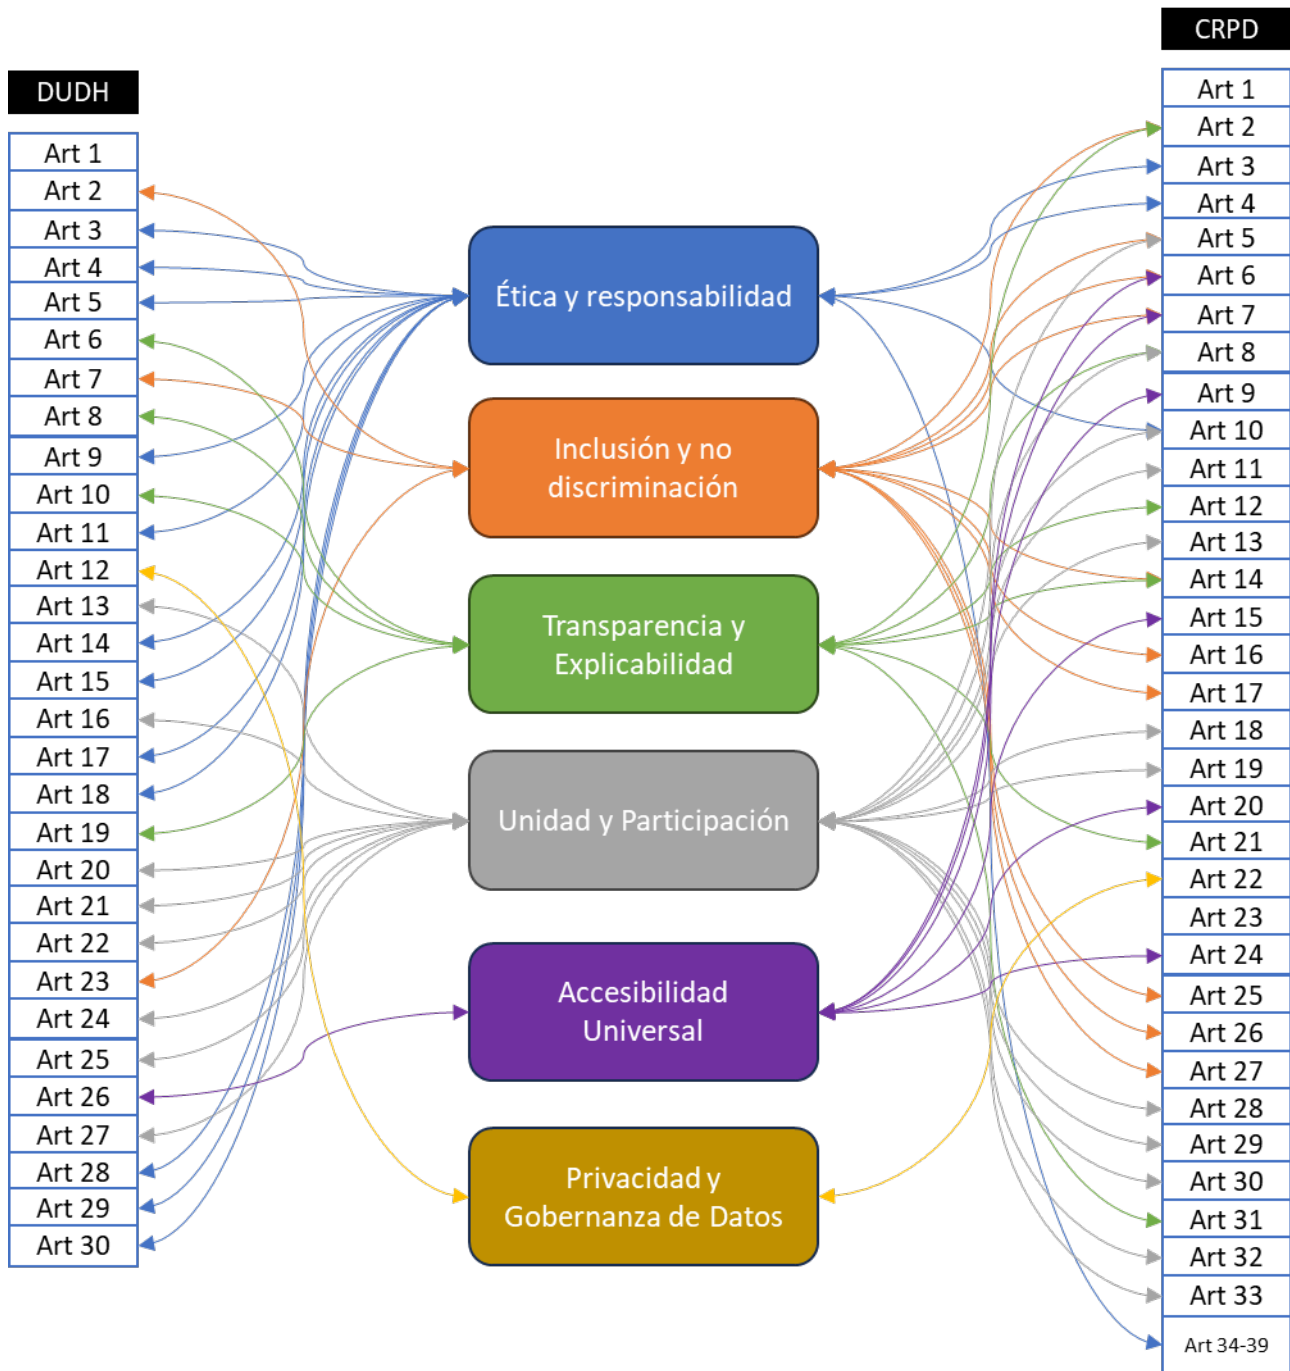 DUDH
Art 1
Art 2
Art 3
Art 4
Art 5
Art 6
Art 7
Art 8
Art 9
Art 10
Art 11
Art 12
Art 13
Art 14
Art 15
Art 16
Art 17
Art 18
Art 19
Art 20
Art 21
Art 22
Art 23
Art 24
Art 25
Art 26
Art 27
Art 28
Art 29
Art 30
Ética y responsabilidad
Inclusión y no
discriminación
Transparencia y
Explicabilidad
Unidad y Participación
Accesibilidad
Universal
Privacidad y
Gobernanza de Datos
CRPD
Art 1
Art 2
Art 3
Art 4
Art 5
Art 6
Art 7
Art 8
Art 9
Art 10
Art 11
Art 12
Art 13
Art 14
Art 15
Art 16
Art 17
Art 18
Art 19
Art 20
Art 21
Art 22
Art 23
Art 24
Art 25
Art 26
Art 27
Art 28
Art 29
Art 30
Art 31
Art 32
Art 33
Art 34-39